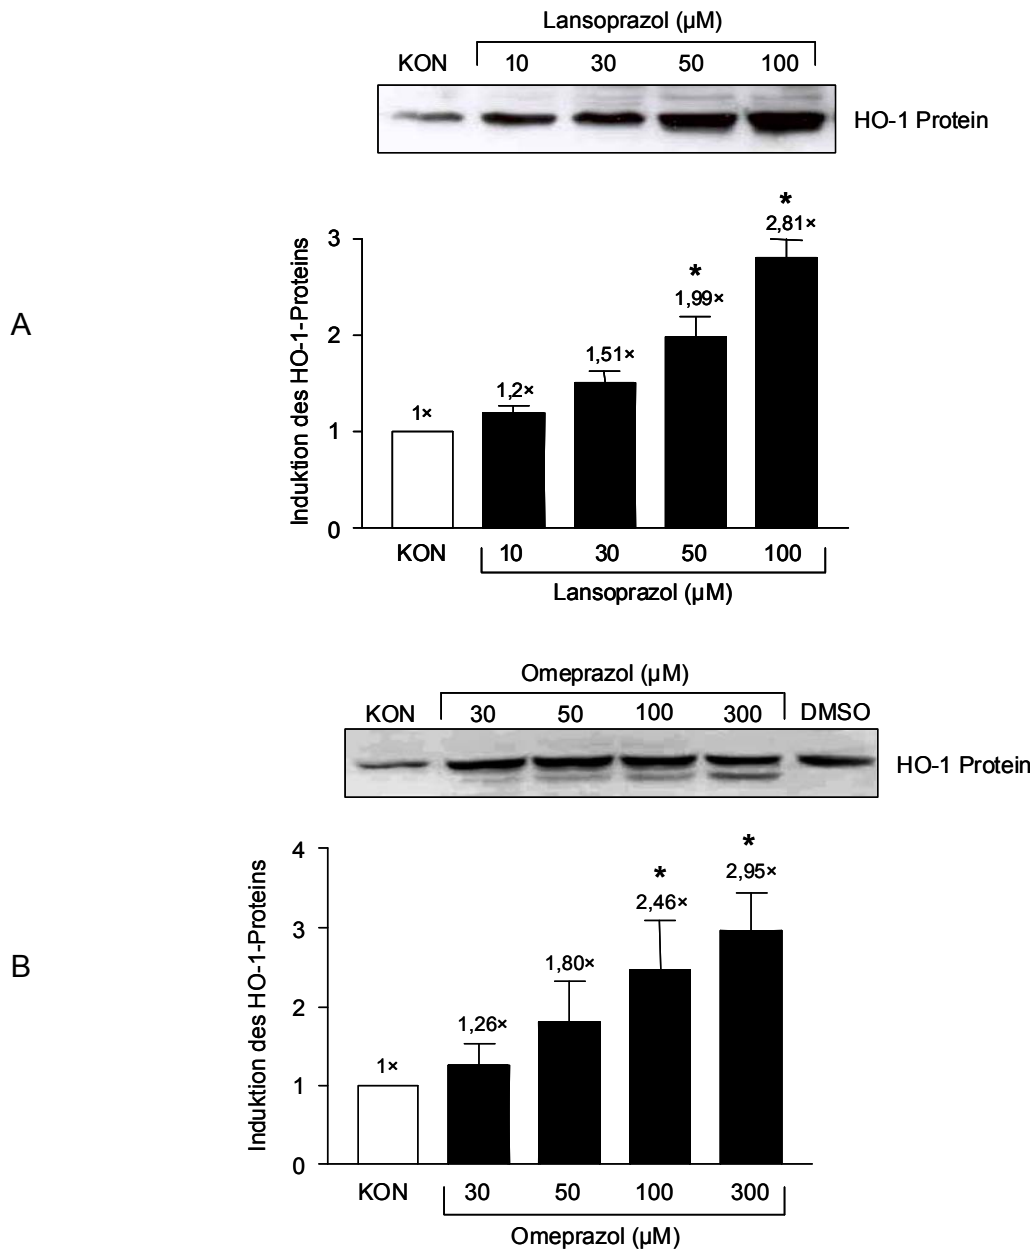 Lansoprazol (µM)
KON 10 30 50 100
HO-1 Protein
A
Induktion des HO-1-Proteins
3
2
1
0
1×
1,2×
1,51×
*
1,99×
*
2,81×
KON 10 30 50 100
Lansoprazol (µM)
Omeprazol (µM)
KON 30 50 100 300 DMSO
HO-1 Protein
B
Induktion des HO-1-Proteins
4
3
2
1
0
1×
1,26×
1,80×
*
2,46×
*
2,95×
KON 30 50 100 300
Omeprazol (µM)